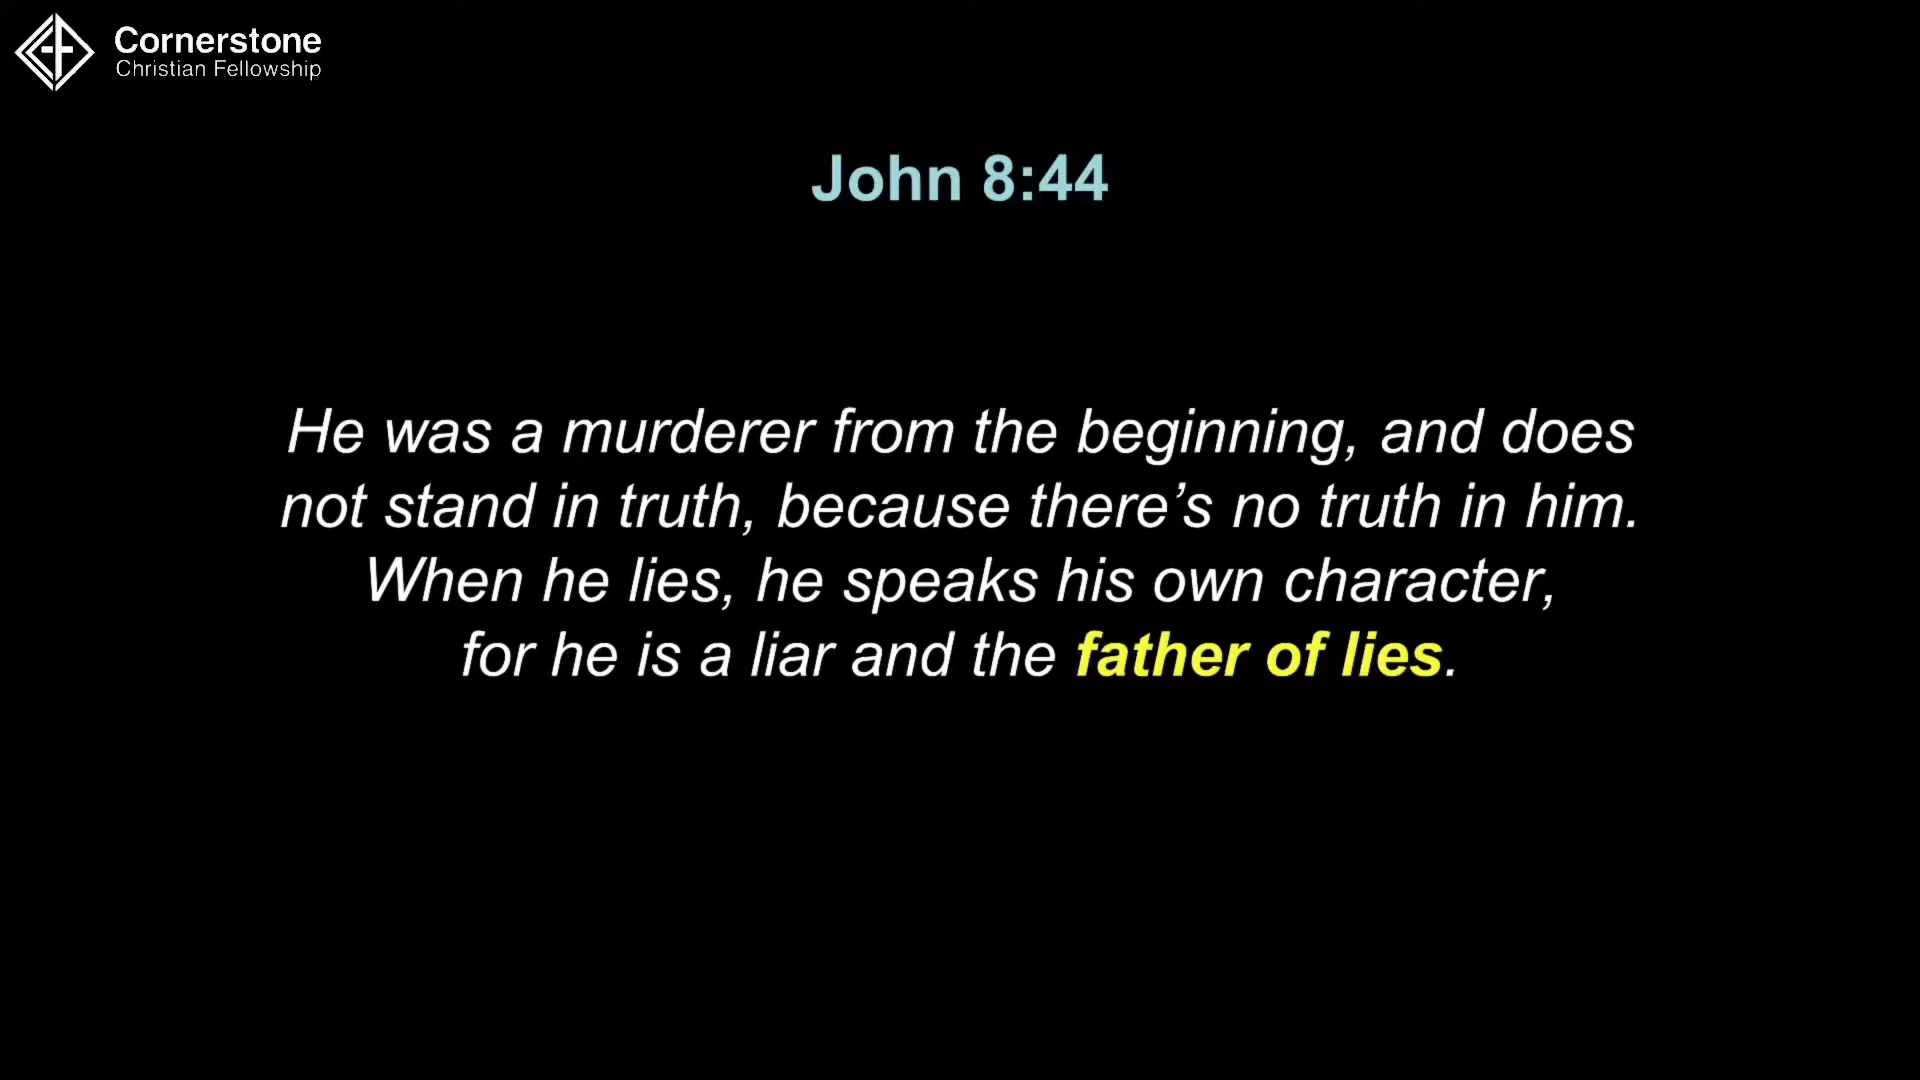 Cornerstone
Christian Fellowship
John 8:44
He was a murderer from the beginning, and does
not stand in truth, because there’s no truth in him.
When he lies, he speaks his own character,
for he is a liar and the father of lies.